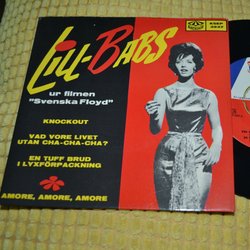 LILL-BABS
ur filmen
"Svenska Floyd"
KNOCKOUT
VAD VORE LIVET
UTAN CHA-CHA-CHA?
EN TUFF BRUD
I LYXFÖRPACKNING
AMORE, AMORE, AMORE